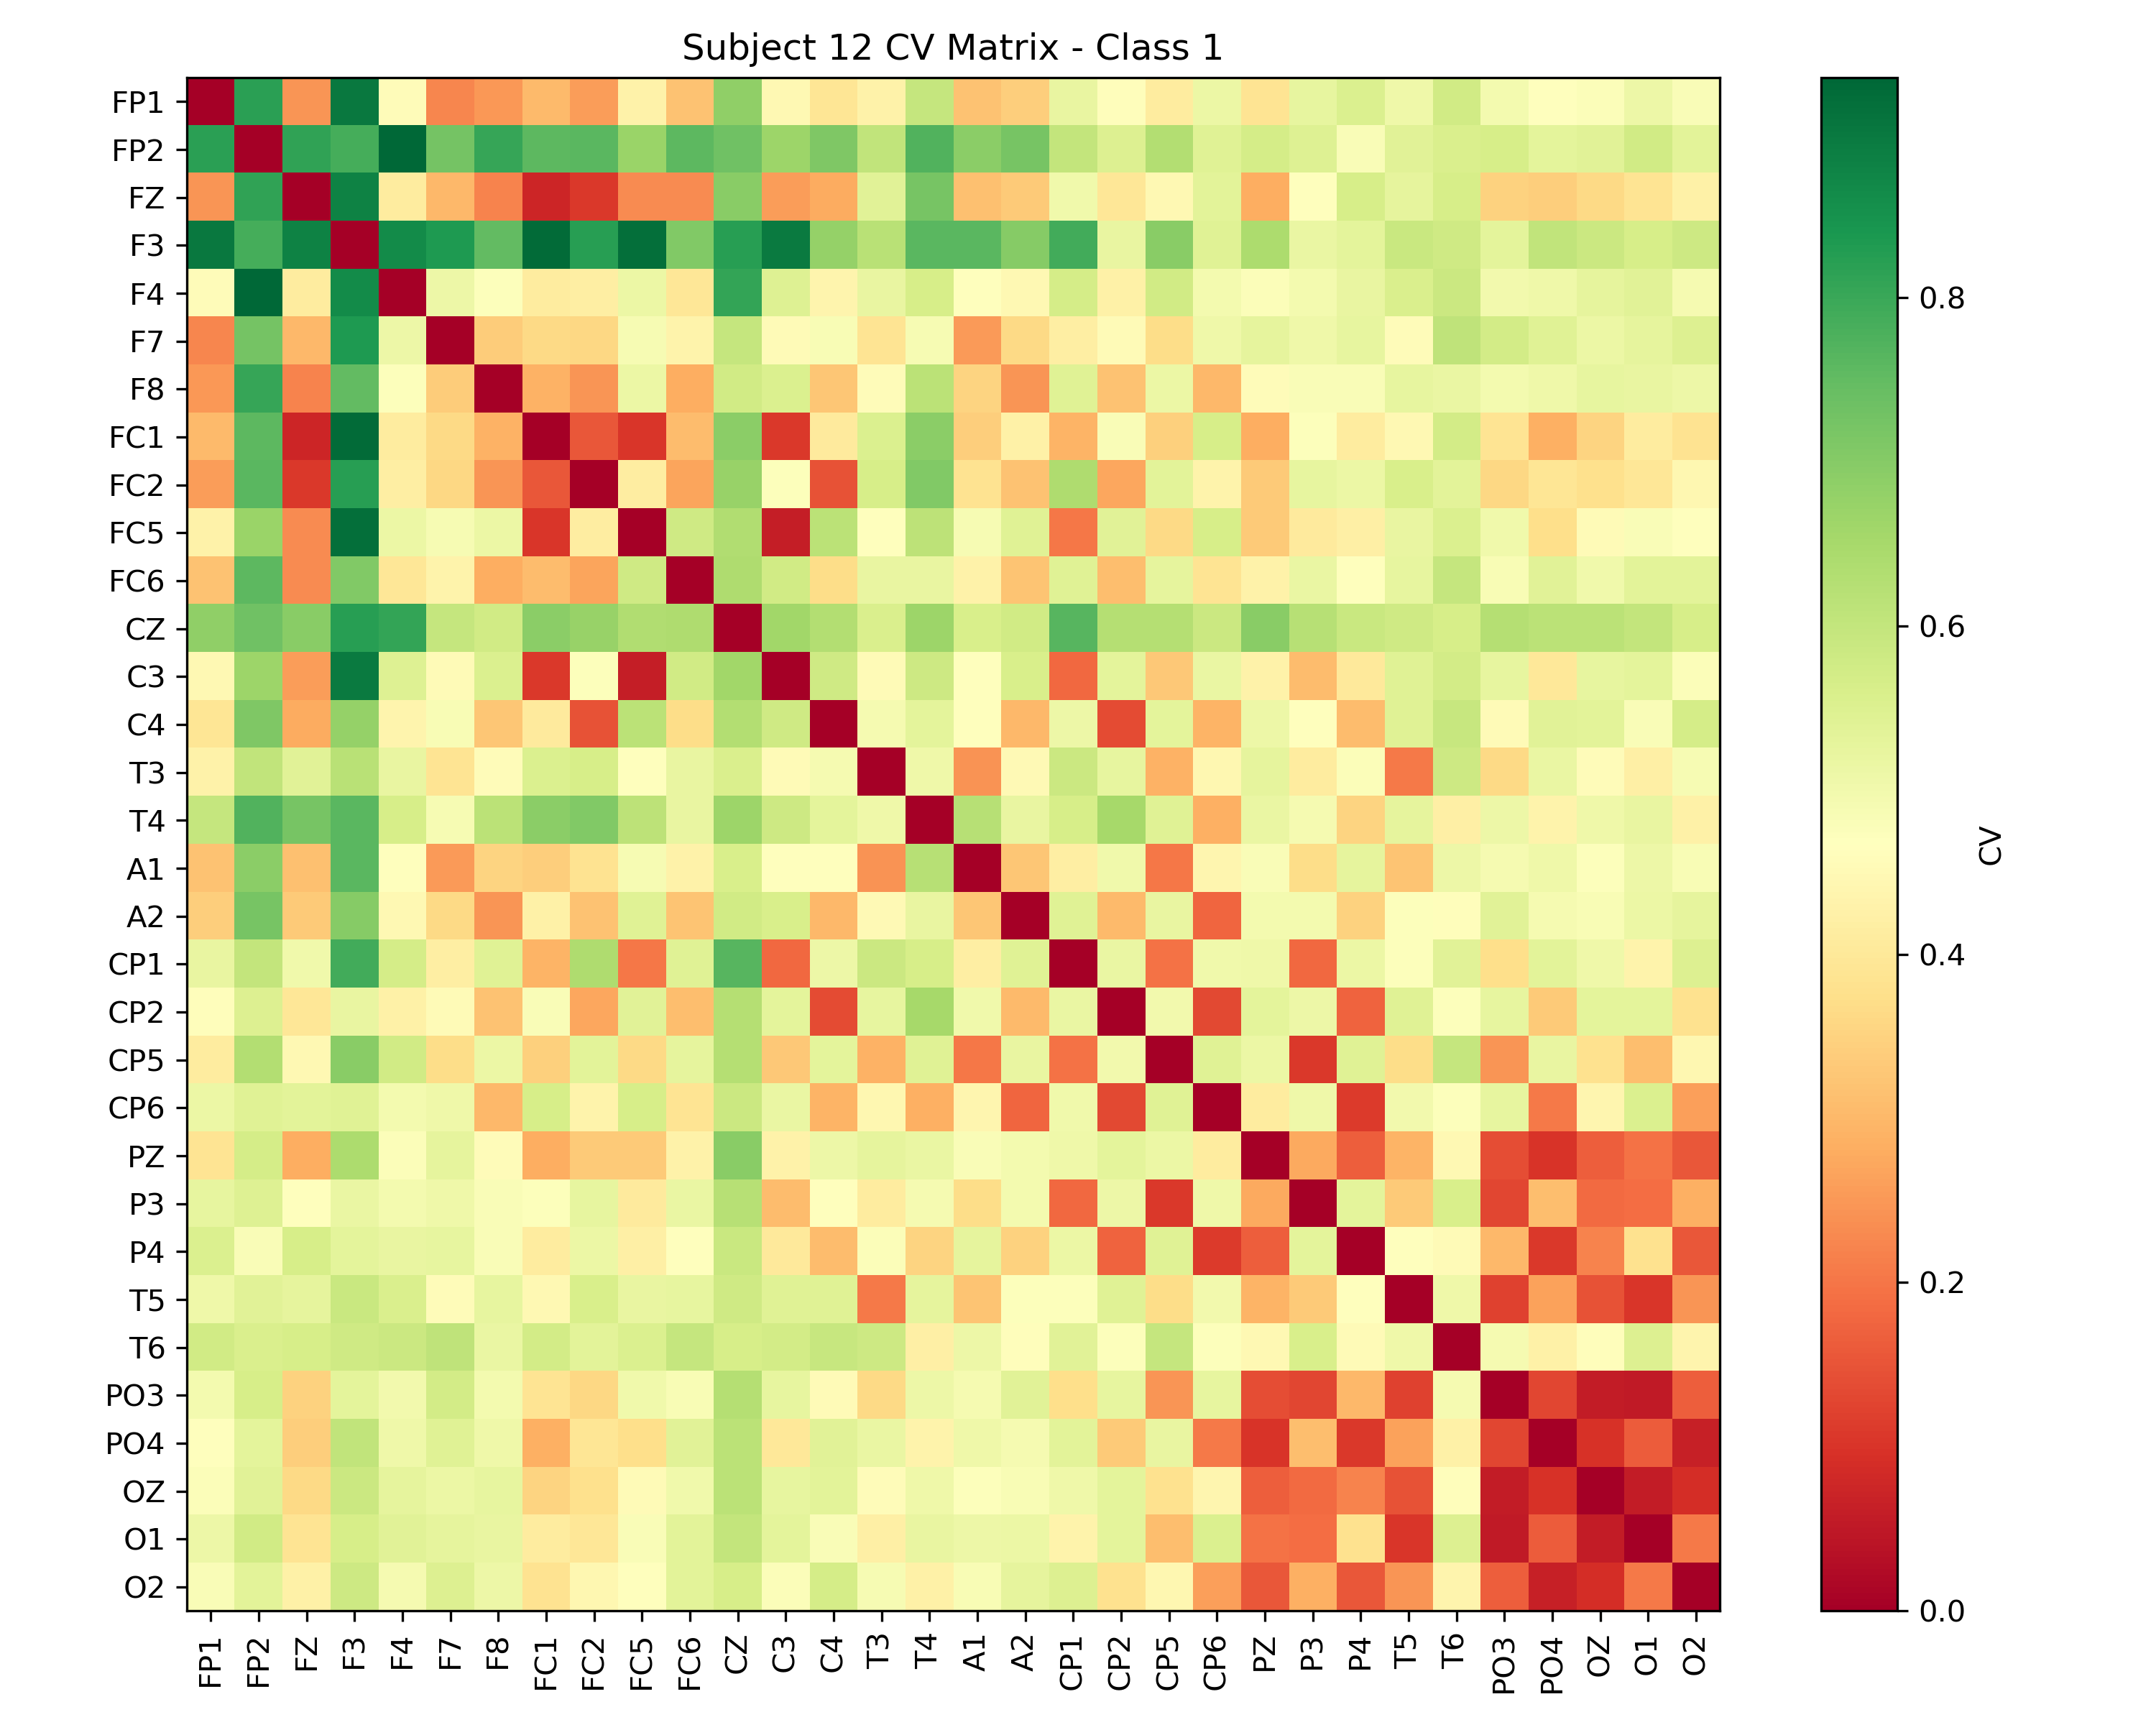 Subject 12 CV Matrix - Class 1
FP1
FP2
FZ
F3
F4
F7
F8
FC1
FC2
FC5
FC6
CZ
C3
C4
T3
T4
A1
A2
CP1
CP2
CP5
CP6
PZ
P3
P4
T5
T6
PO3
PO4
OZ
O1
O2
FP1 FP2 FZ F3 F4 F7 F8 FC1 FC2 FC5 FC6 CZ C3 C4 T3 T4 A1 A2 CP1 CP2 CP5 CP6 PZ P3 P4 T5 T6 PO3 PO4 OZ O1 O2
0.8
0.6
0.4
0.2
0.0
CV